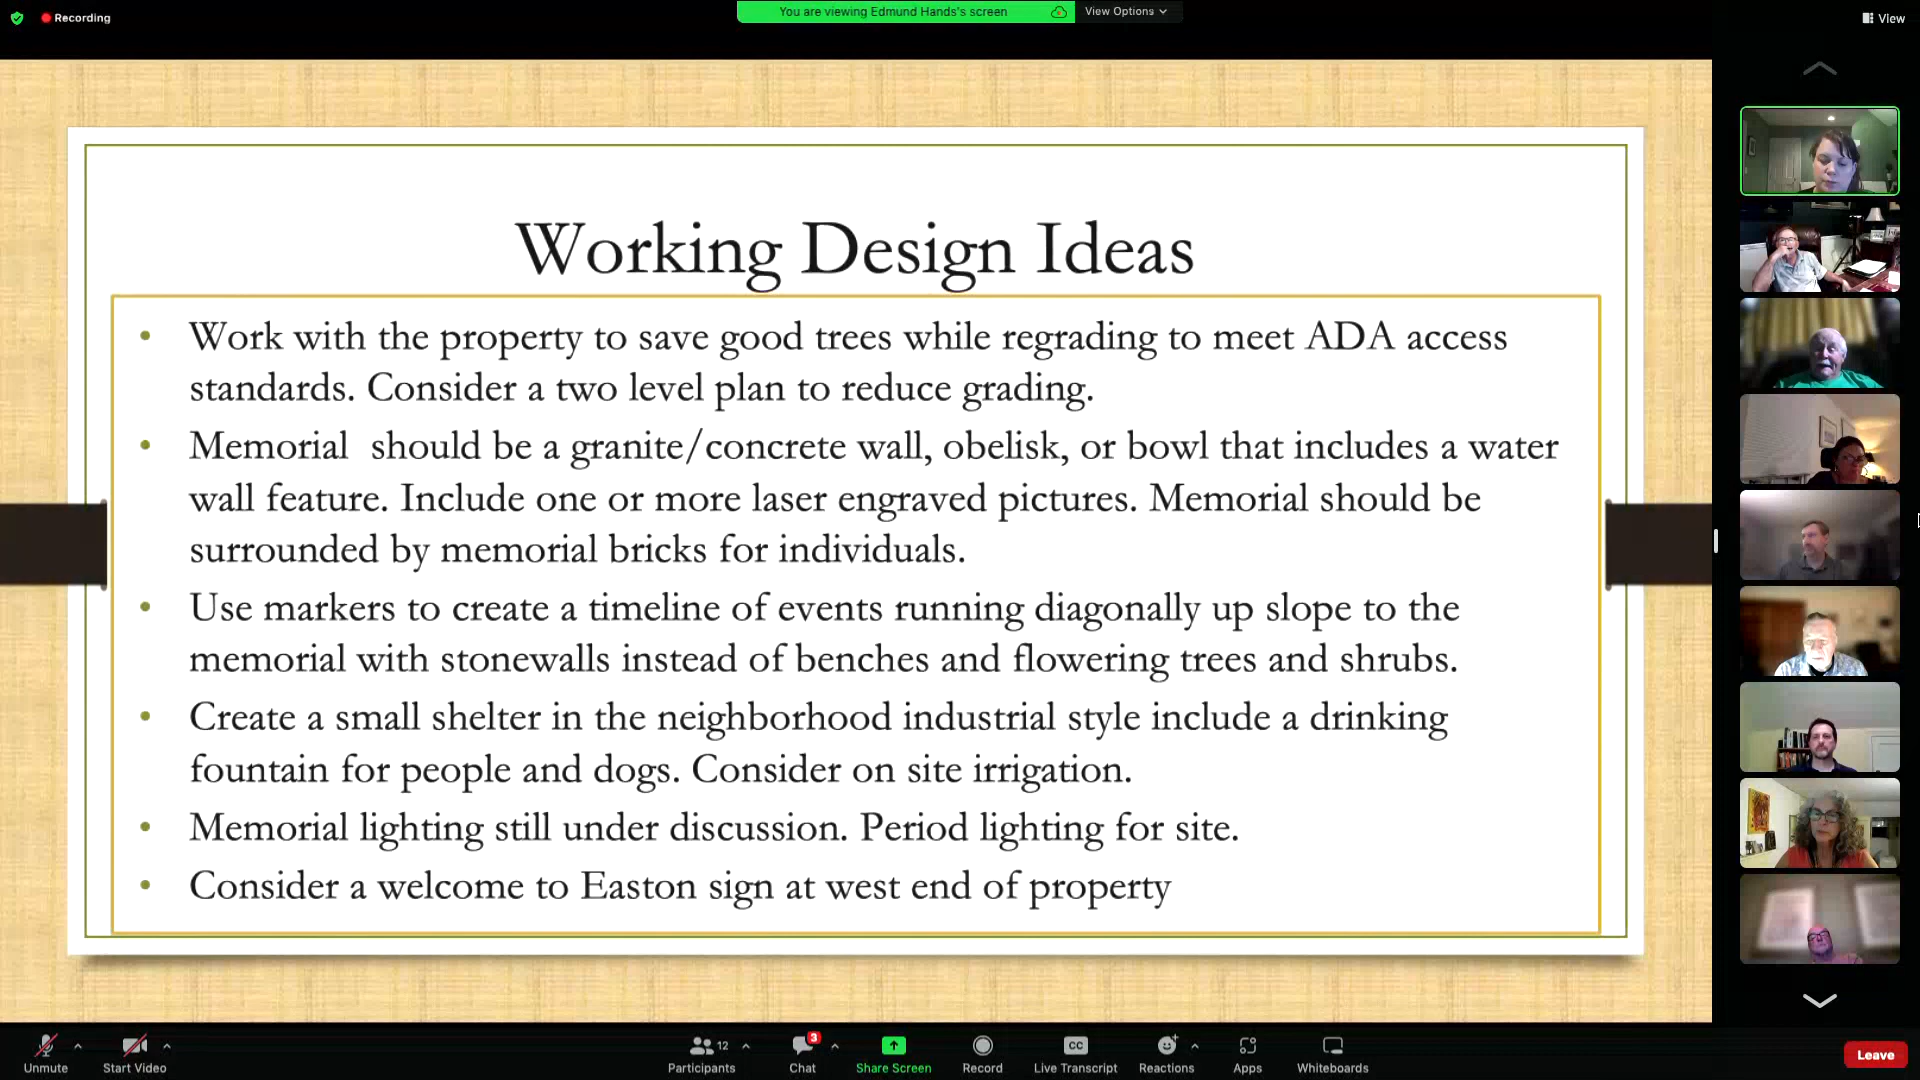 Recording
You are viewing Edmund Hands's screen
View Options
View
Working Design Ideas
• Work with the property to save good trees while regrading to meet ADA access
standards. Consider a two level plan to reduce grading.
• Memorial should be a granite/concrete wall, obelisk, or bowl that includes a water
wall feature. Include one or more laser engraved pictures. Memorial should be
surrounded by memorial bricks for individuals.
• Use markers to create a timeline of events running diagonally up slope to the
memorial with stonewalls instead of benches and flowering trees and shrubs.
• Create a small shelter in the neighborhood industrial style include a drinking
fountain for people and dogs. Consider on site irrigation.
• Memorial lighting still under discussion. Period lighting for site.
• Consider a welcome to Easton sign at west end of property
Unmute
Start Video
12
Participants
3
Chat
Share Screen
Record
CC
Live Transcript
Reactions
Apps
Whiteboards
Leave